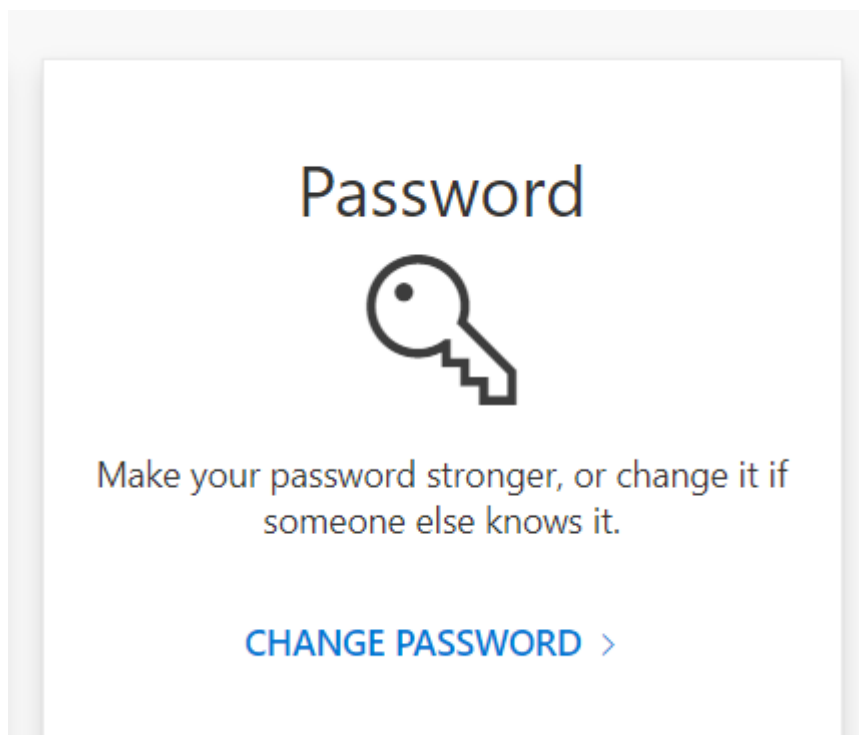 Password
Make your password stronger, or change it if
someone else knows it.
CHANGE PASSWORD >